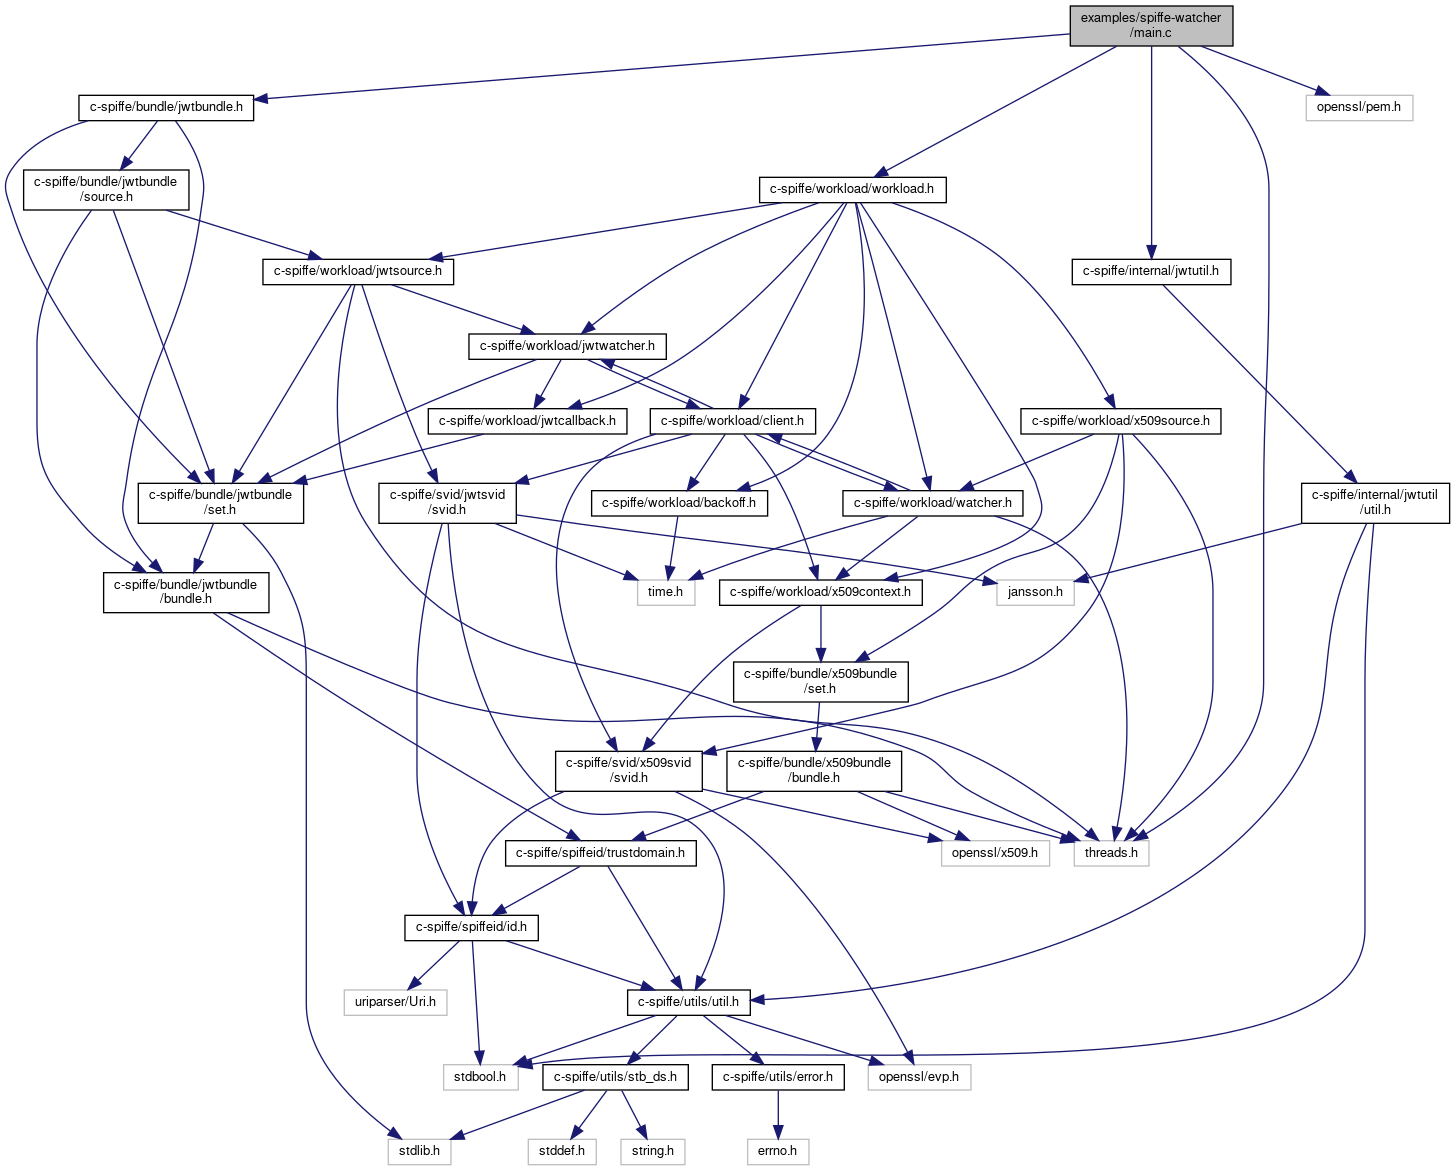 examples/spiffe-watcher
/main.c
c-spiffe/bundle/jwtbundle.h
openssl/pem.h
c-spiffe/bundle/jwtbundle
/source.h
c-spiffe/workload/workload.h
c-spiffe/workload/jwtsource.h
c-spiffe/internal/jwtutil.h
c-spiffe/workload/jwtwatcher.h
c-spiffe/workload/jwtcallback.h
c-spiffe/workload/client.h
c-spiffe/workload/x509source.h
c-spiffe/bundle/jwtbundle
/set.h
c-spiffe/svid/jwtsvid
/svid.h
c-spiffe/workload/backoff.h
c-spiffe/workload/watcher.h
c-spiffe/internal/jwtutil
/util.h
c-spiffe/bundle/jwtbundle
/bundle.h
time.h
c-spiffe/workload/x509context.h
jansson.h
c-spiffe/bundle/x509bundle
/set.h
c-spiffe/svid/x509svid
/svid.h
c-spiffe/bundle/x509bundle
/bundle.h
c-spiffe/spiffeid/trustdomain.h
openssl/x509.h
threads.h
c-spiffe/spiffeid/id.h
uriparser/Uri.h
c-spiffe/utils/util.h
stdbool.h
c-spiffe/utils/stb_ds.h
c-spiffe/utils/error.h
openssl/evp.h
stdlib.h
stddef.h
string.h
errno.h